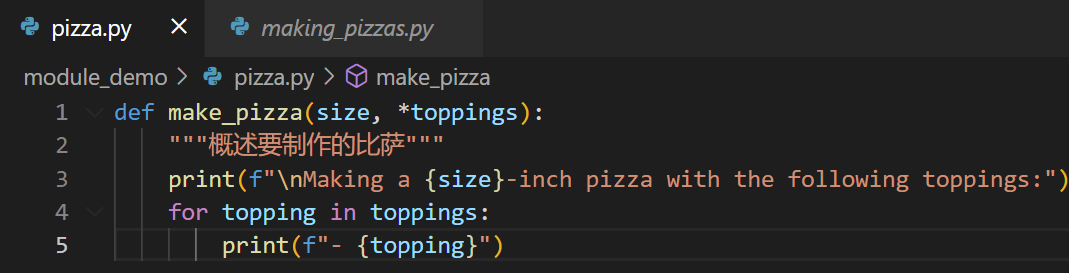 pizza.py × making_pizzas.py
module_demo > pizza.py > make_pizza
1 def make_pizza(size, *toppings):
2     """概述要制作的比萨"""
3     print(f"\nMaking a {size}-inch pizza with the following toppings:")
4     for topping in toppings:
5         print(f"- {topping}")